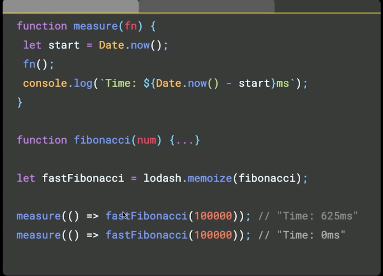 function measure(fn) {
let start = Date.now();
fn();
console.log(`Time: ${Date.now() - start}ms`);
}
function fibonacci(num) {...}
let fastFibonacci = lodash.memoize(fibonacci);
measure(() => fastFibonacci(100000)); // "Time: 625ms"
measure(() => fastFibonacci(100000)); // "Time: 0ms"